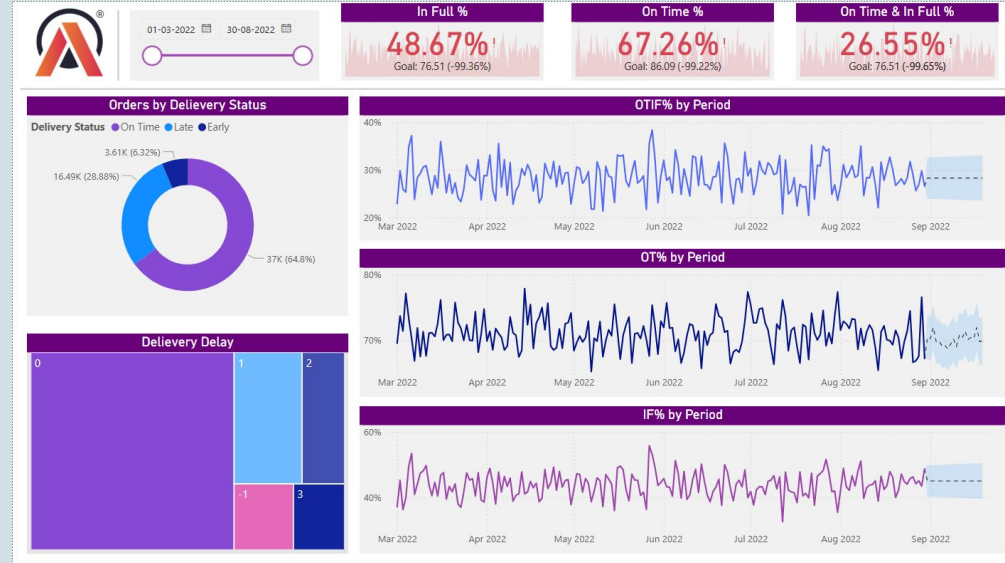 ®
01-03-2022
30-08-2022
In Full %
48.67%!
Goal: 76.51 (-99.36%)
On Time %
67.26%!
Goal: 86.09 (-99.22%)
On Time & In Full %
26.55%!
Goal: 76.51 (-99.65%)
Orders by Delievery Status
Delivery Status On Time Late Early
3.61K (6.32%)
16.49K (28.88%)
37K (64.8%)
Delievery Delay
0
1
2
-1
3
OTIF% by Period
40%
30%
20%
Mar 2022 Apr 2022 May 2022 Jun 2022 Jul 2022 Aug 2022 Sep 2022
OT% by Period
80%
70%
Mar 2022 Apr 2022 May 2022 Jun 2022 Jul 2022 Aug 2022 Sep 2022
IF% by Period
60%
40%
Mar 2022 Apr 2022 May 2022 Jun 2022 Jul 2022 Aug 2022 Sep 2022